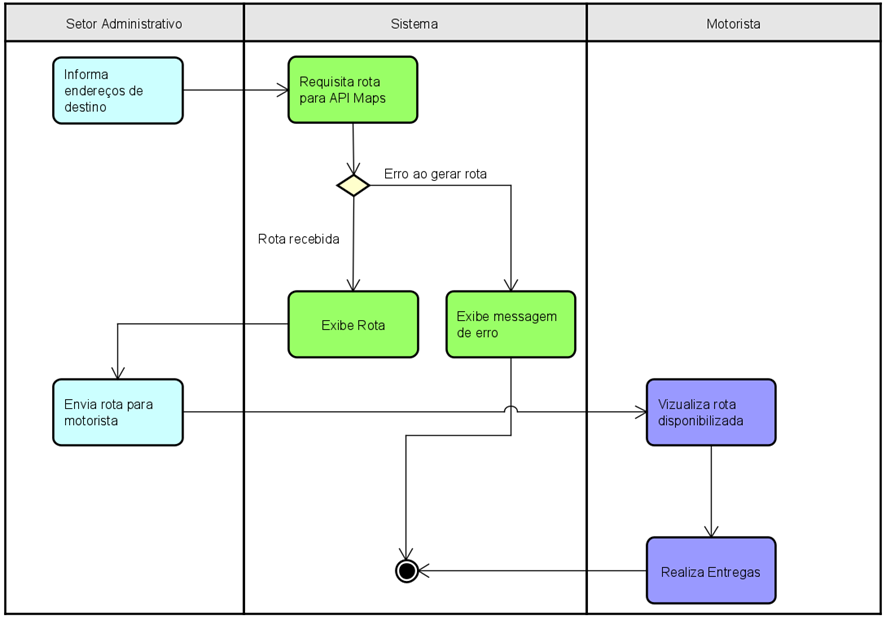 Setor Administrativo
Sistema
Motorista
Informa
endereços de
destino
Requisita rota
para API Maps
Erro ao gerar rota
Rota recebida
Exibe Rota
Exibe messagem
de erro
Envia rota para
motorista
Vizualiza rota
disponibilizada
Realiza Entregas